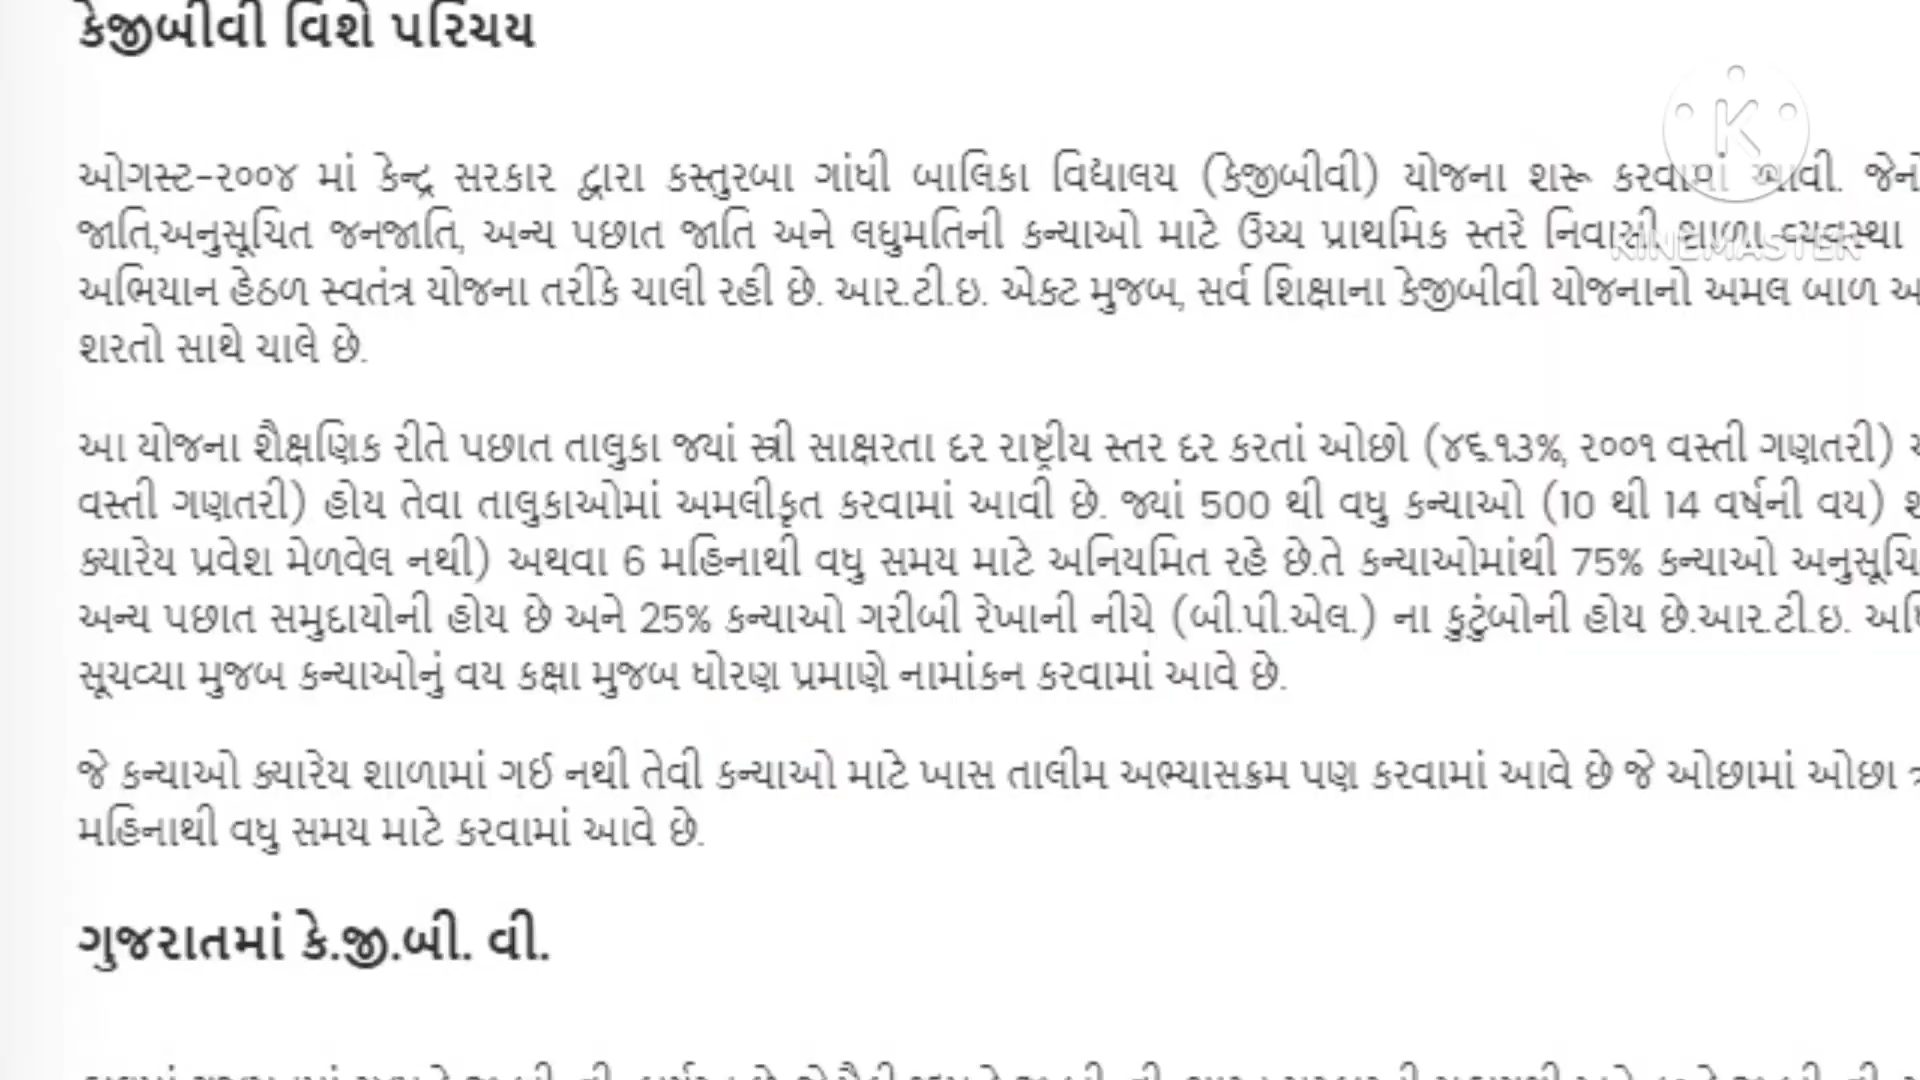 કેજીબીવી વિશે પરિચય
ઓગસ્ટ-૨૦૦૪ માં કેન્દ્ર સરકાર દ્વારા કસ્તુરબા ગાંધી બાલિકા વિદ્યાલય (કેજીબીવી) યોજના શરૂ કરવામાં આવી.
જાતિ,અનુસૂચિત જનજાતિ, અન્ય પછાત જાતિ અને લઘુમતિની કન્યાઓ માટે ઉચ્ચ પ્રાથમિક સ્તરે નિવાસી શાળા વ્યવસ્થા
KINEMASTER
અભિયાન હેઠળ સ્વતંત્ર યોજના તરીકે ચાલી રહી છે. આર.ટી.ઇ. એક્ટ મુજબ, સર્વ શિક્ષાના કેજીબીવી યોજનાનો અમલ બાળ
શરતો સાથે ચાલે છે.
આ યોજના શૈક્ષણિક રીતે પછાત તાલુકા જ્યાં સ્ત્રી સાક્ષરતા દર રાષ્ટ્રીય સ્તર દર કરતાં ઓછો (૪૬.૧૩%, ૨૦૦૧ વસ્તી ગણતરી)
વસ્તી ગણતરી) હોય તેવા તાલુકાઓમાં અમલીકૃત કરવામાં આવી છે. જ્યાં 500 થી વધુ કન્યાઓ (10 થી 14 વર્ષની વય)
ક્યારેય પ્રવેશ મેળવેલ નથી) અથવા 6 મહિનાથી વધુ સમય માટે અનિયમિત રહે છે.તે કન્યાઓમાંથી 75% કન્યાઓ
અન્ય પછાત સમુદાયોની હોય છે અને 25% કન્યાઓ ગરીબી રેખાની નીચે (બી.પી.એલ.) ના કુટુંબોની હોય છે.આર.ટી.ઇ.
સૂચવ્યા મુજબ કન્યાઓનું વય કક્ષા મુજબ ધોરણ પ્રમાણે નામાંકન કરવામાં આવે છે.
જે કન્યાઓ ક્યારેય શાળામાં ગઈ નથી તેવી કન્યાઓ માટે ખાસ તાલીમ અભ્યાસક્રમ પણ કરવામાં આવે છે જે ઓછામાં ઓછા
મહિનાથી વધુ સમય માટે કરવામાં આવે છે.
ગુજરાતમાં કે.જી.બી. વી.